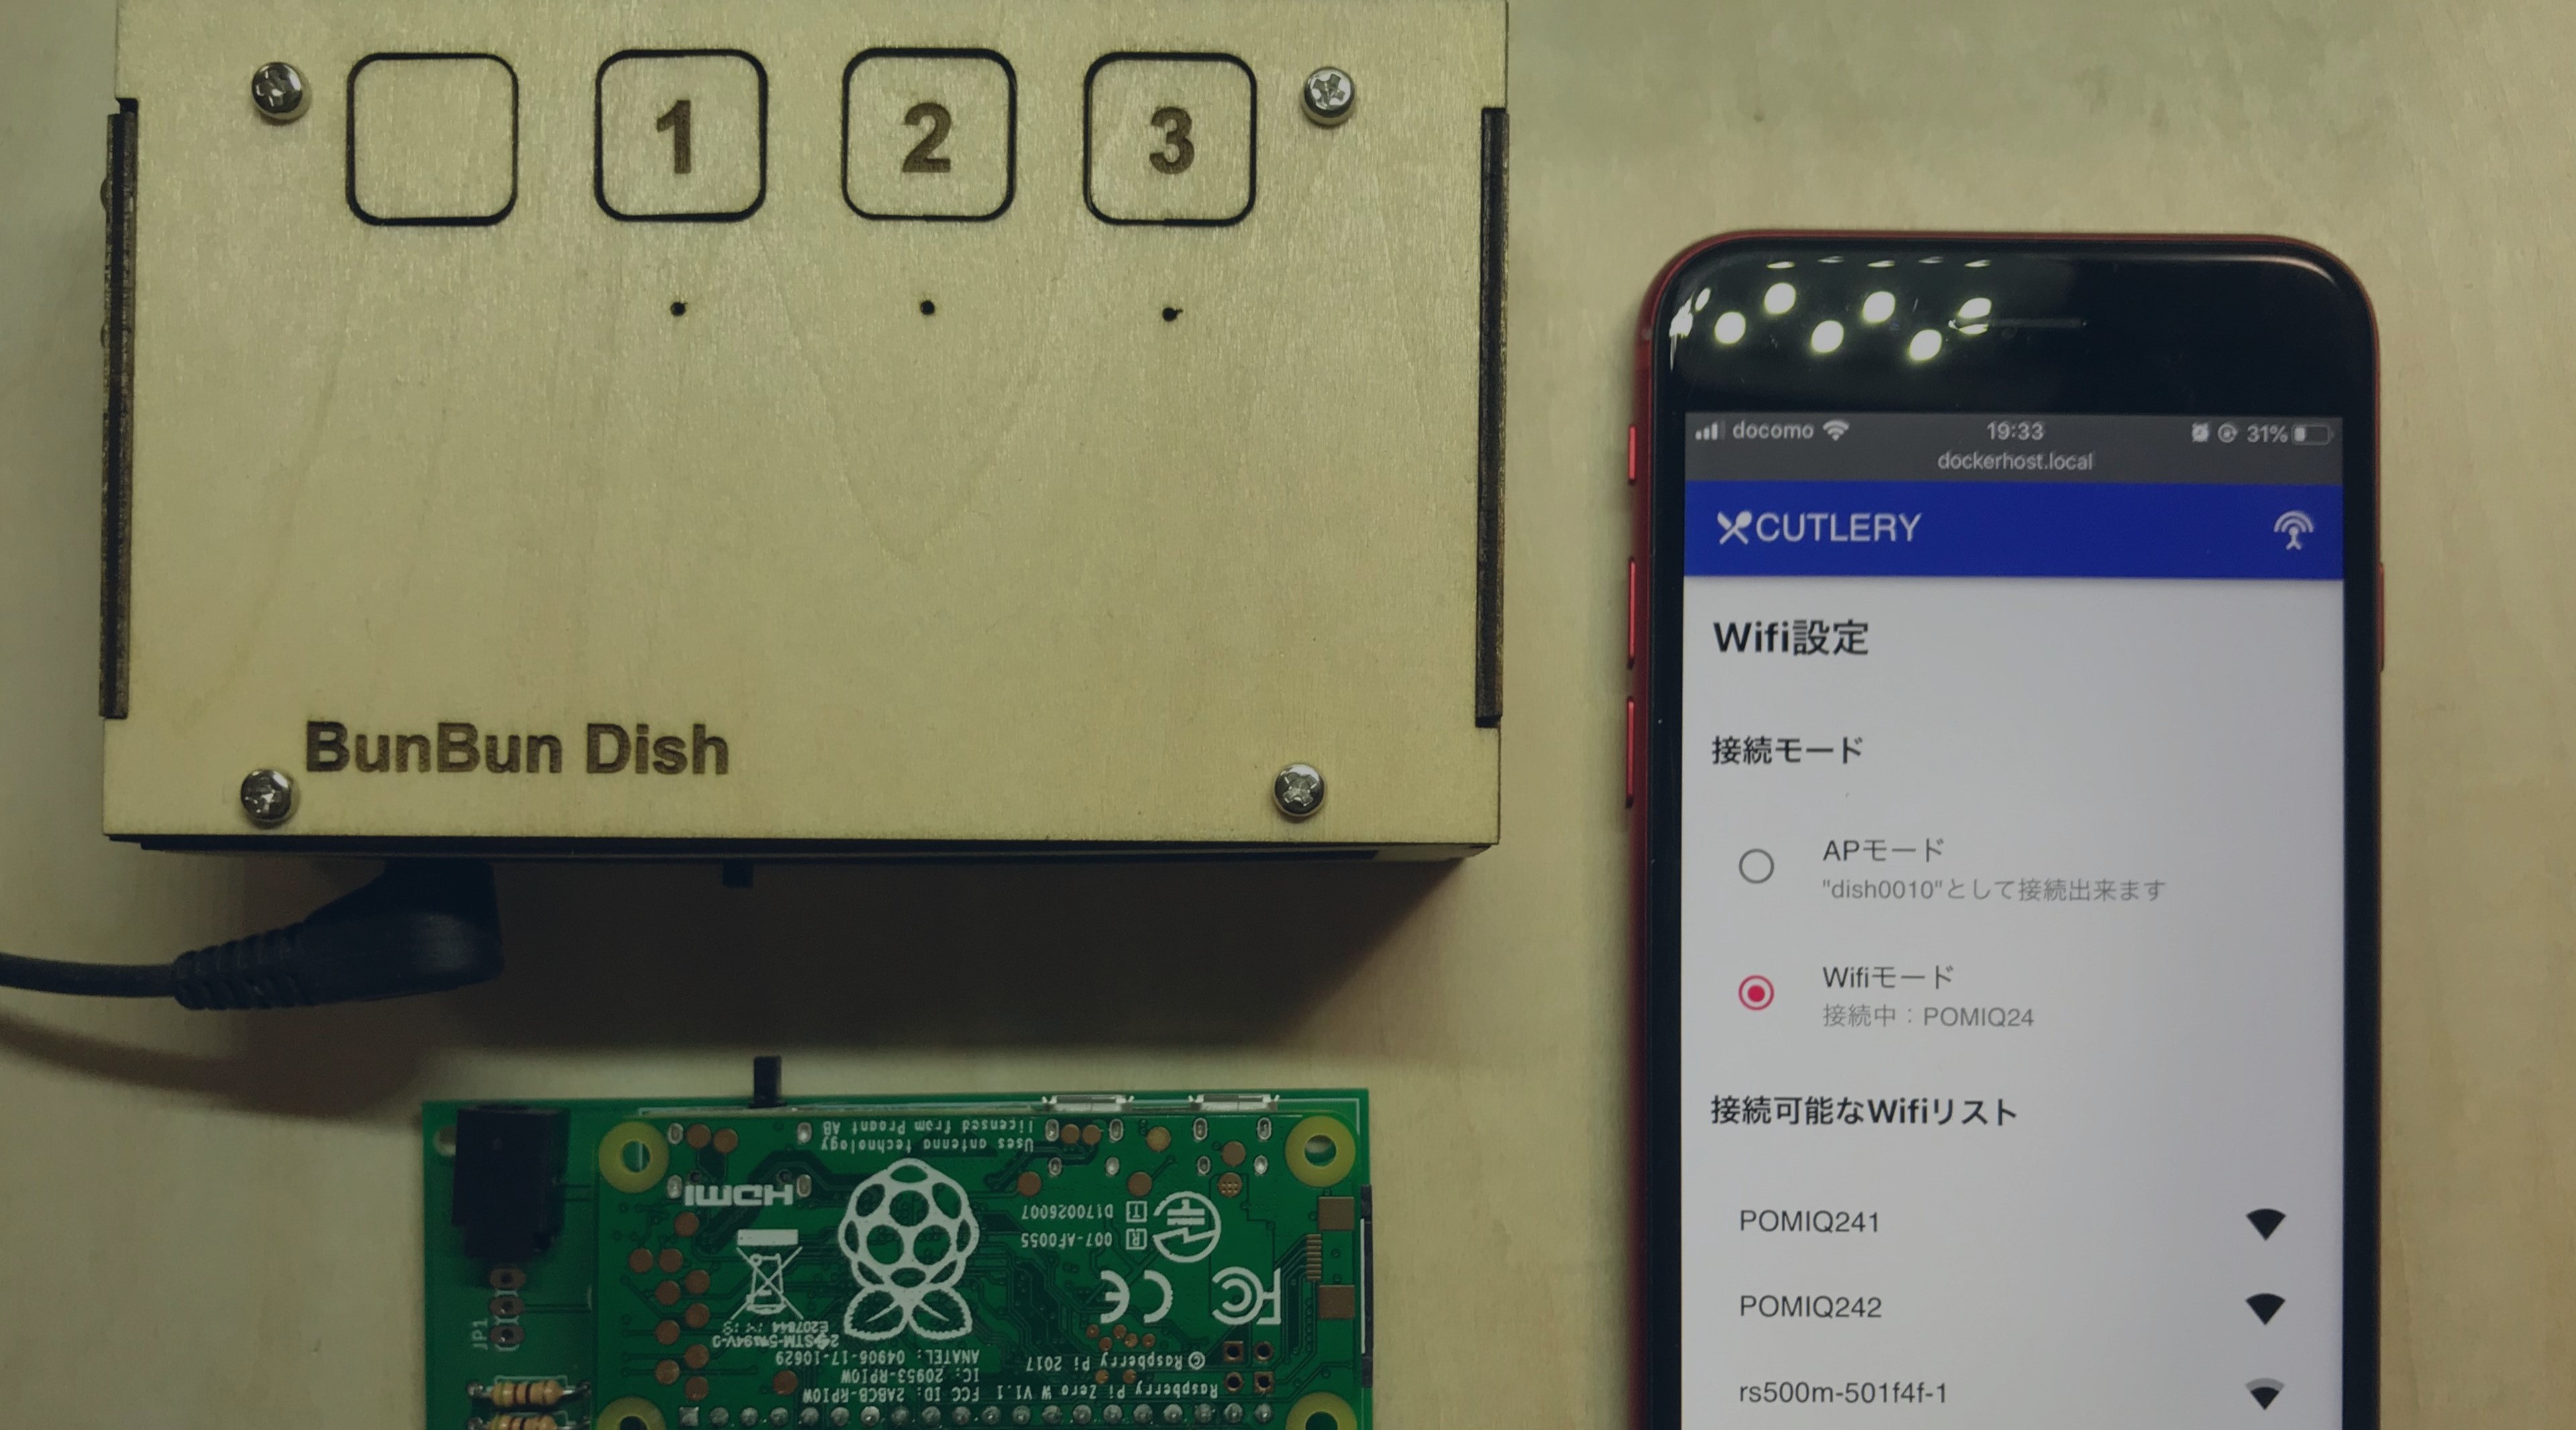 1
2
3
BunBun Dish
docomo
19:33
31%
dockerhost.local
CUTLERY
Wifi設定
接続モード
APモード
"dish0010"として接続出来ます
Wifiモード
接続中：POMIQ24
接続可能なWifiリスト
POMIQ241
POMIQ242
rs500m-501f4f-1
Raspberry Pi Zero W V1.1
© Raspberry Pi 2017
FCC ID: 2ABCB-RPI0W
IC: 20953-RPI0W
ANATEL: 04906-17-10629
E207844
FC
CE
R 007-AF0055
T D170026007
HDMI
Uses antenna technology
licensed from Proant AB
JP1